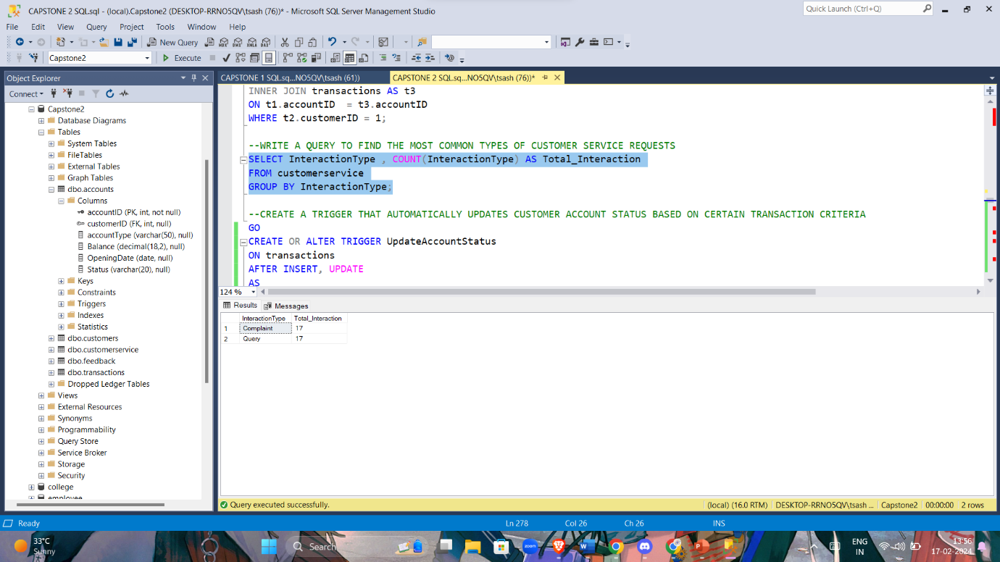 CAPSTONE 2 SQL.sql - (local).Capstone2 (DESKTOP-RRNO5QV\tsash (76))* - Microsoft SQL Server Management Studio
Quick Launch (Ctrl+Q)
File Edit View Query Project Tools Window Help
New Query
Capstone2 Execute
Object Explorer
Connect
Capstone2
Database Diagrams
Tables
System Tables
FileTables
External Tables
Graph Tables
dbo.accounts
Columns
accountID (PK, int, not null)
customerID (FK, int, null)
accountType (varchar(50), null)
Balance (decimal(18,2), null)
OpeningDate (date, null)
Status (varchar(20), null)
Keys
Constraints
Triggers
Indexes
Statistics
dbo.customers
dbo.customerservice
dbo.feedback
dbo.transactions
Dropped Ledger Tables
Views
External Resources
Synonyms
Programmability
Query Store
Service Broker
Storage
Security
college
employee
CAPSTONE 1 SQL.sq...NO5QV\tsash (61))
CAPSTONE 2 SQL.sq...NO5QV\tsash (76))*
INNER JOIN transactions AS t3
ON t1.accountID = t3.accountID
WHERE t2.customerID = 1;
--WRITE A QUERY TO FIND THE MOST COMMON TYPES OF CUSTOMER SERVICE REQUESTS
SELECT InteractionType , COUNT(InteractionType) AS Total_Interaction
FROM customerservice
GROUP BY InteractionType;
--CREATE A TRIGGER THAT AUTOMATICALLY UPDATES CUSTOMER ACCOUNT STATUS BASED ON CERTAIN TRANSACTION CRITERIA
GO
CREATE OR ALTER TRIGGER UpdateAccountStatus
ON transactions
AFTER INSERT, UPDATE
AS
124 %
Results Messages
InteractionType Total_Interaction
1 Complaint 17
2 Query 17
Query executed successfully.
(local) (16.0 RTM) DESKTOP-RRNO5QV\tsash ... Capstone2 00:00:00 2 rows
Ready Ln 278 Col 26 Ch 26 INS
33°C
Sunny
Search
zoom
ENG
IN
13:56
17-02-2024